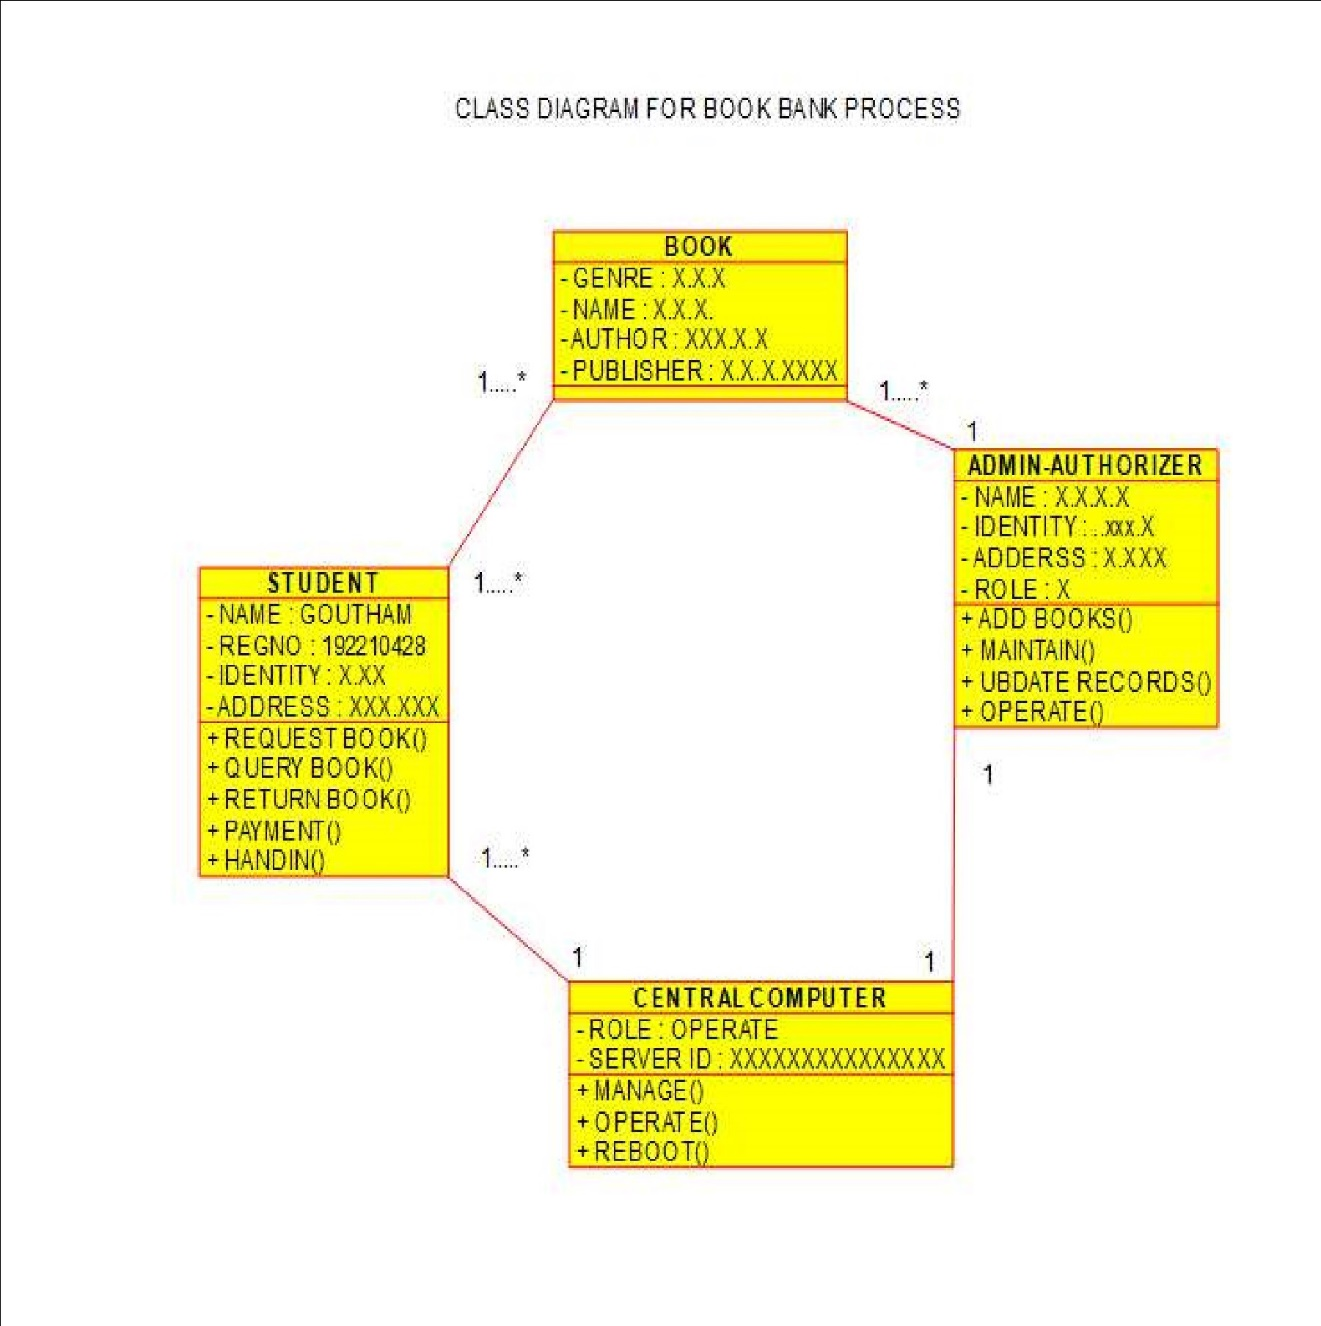 CLASS DIAGRAM FOR BOOK BANK PROCESS
BOOK
- GENRE : X.X.X
- NAME : X.X.X.
- AUTHOR : XXX.X.X
- PUBLISHER : X.X.X.XXXX
1.....*
1.....*
1
ADMIN-AUTHORIZER
- NAME : X.X.X.X
- IDENTITY : ..xxx.X
- ADDERSS : X.XXX
- ROLE : X
+ ADD BOOKS()
+ MAINTAIN()
+ UBDATE RECORDS()
+ OPERATE()
1
1.....*
STUDENT
- NAME : GOUTHAM
- REGNO : 192210428
- IDENTITY : X.XX
- ADDRESS : XXX.XXX
+ REQUEST BOOK()
+ QUERY BOOK()
+ RETURN BOOK()
+ PAYMENT()
+ HANDIN()
1.....*
1
1
CENTRAL COMPUTER
- ROLE : OPERATE
- SERVER ID : XXXXXXXXXXXXXXX
+ MANAGE()
+ OPERATE()
+ REBOOT()